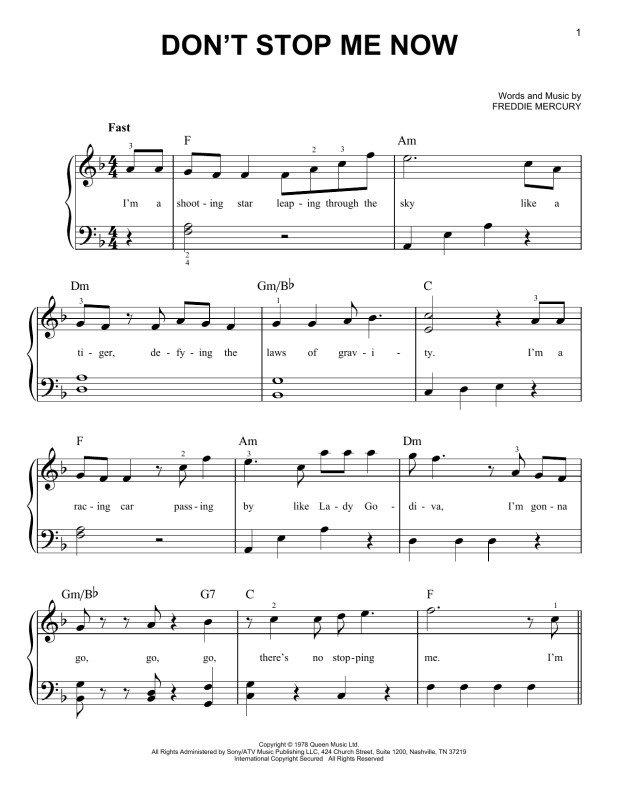 1
DON'T STOP ME NOW
Words and Music by
FREDDIE MERCURY
Fast
F Am
3 2 3
4 4
I'm a shoot - ing star leap - ing through the sky like a
4 4
2
4
Dm Gm/B♭ C
3 1 3
ti - ger, de - fy - ing the laws of grav - i - ty. I'm a
F Am Dm
2 3 3
rac - ing car pass - ing by like La - dy Go - di - va, I'm gon - na
Gm/B♭ G7 C F
2 1
go, go, go, there's no stop - ping me. I'm
Copyright © 1978 Queen Music Ltd.
All Rights Administered by Sony/ATV Music Publishing LLC, 424 Church Street, Suite 1200, Nashville, TN 37219
International Copyright Secured All Rights Reserved